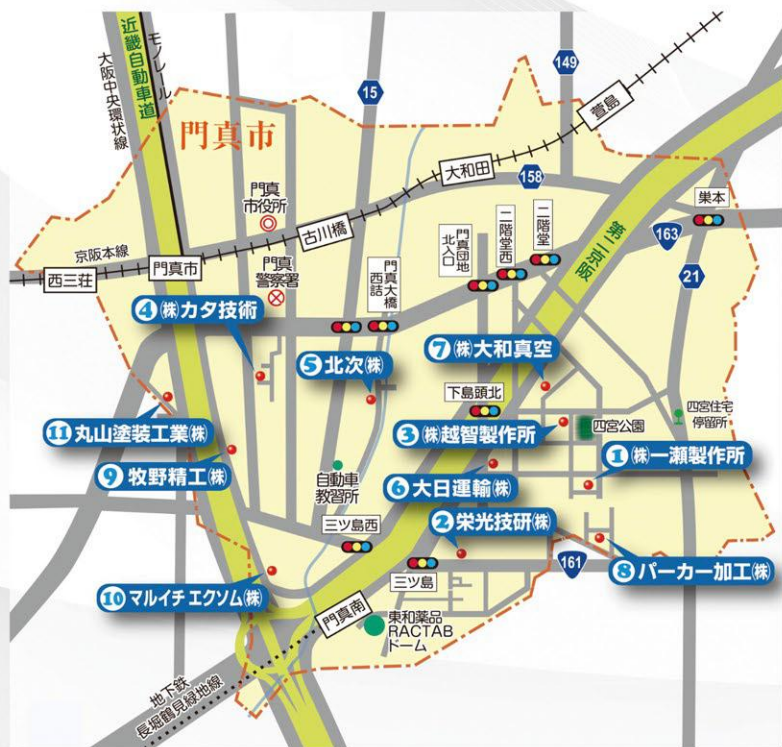 近畿自動車道
モノレール
大阪中央環状線
門真市
15
149
萱島
大和田
158
門真
市役所
古川橋
京阪本線
西三荘
門真市
門真
警察署
門真大橋
西詰
門真団地
北入口
二階堂西
二階堂
第二京阪
163
巣本
21
④㈱カタ技術
⑤北次㈱
⑦㈱大和真空
下島頭北
四宮公園
四宮住宅
停留所
⑪丸山塗装工業㈱
③㈱越智製作所
①㈱一瀬製作所
⑨牧野精工㈱
自動車
教習所
⑥大日運輸㈱
三ツ島西
②栄光技研㈱
三ツ島
161
⑧パーカー加工㈱
⑩マルイチ エクソム㈱
門真南
東和薬品
RACTAB
ドーム
地下鉄
長堀鶴見緑地線